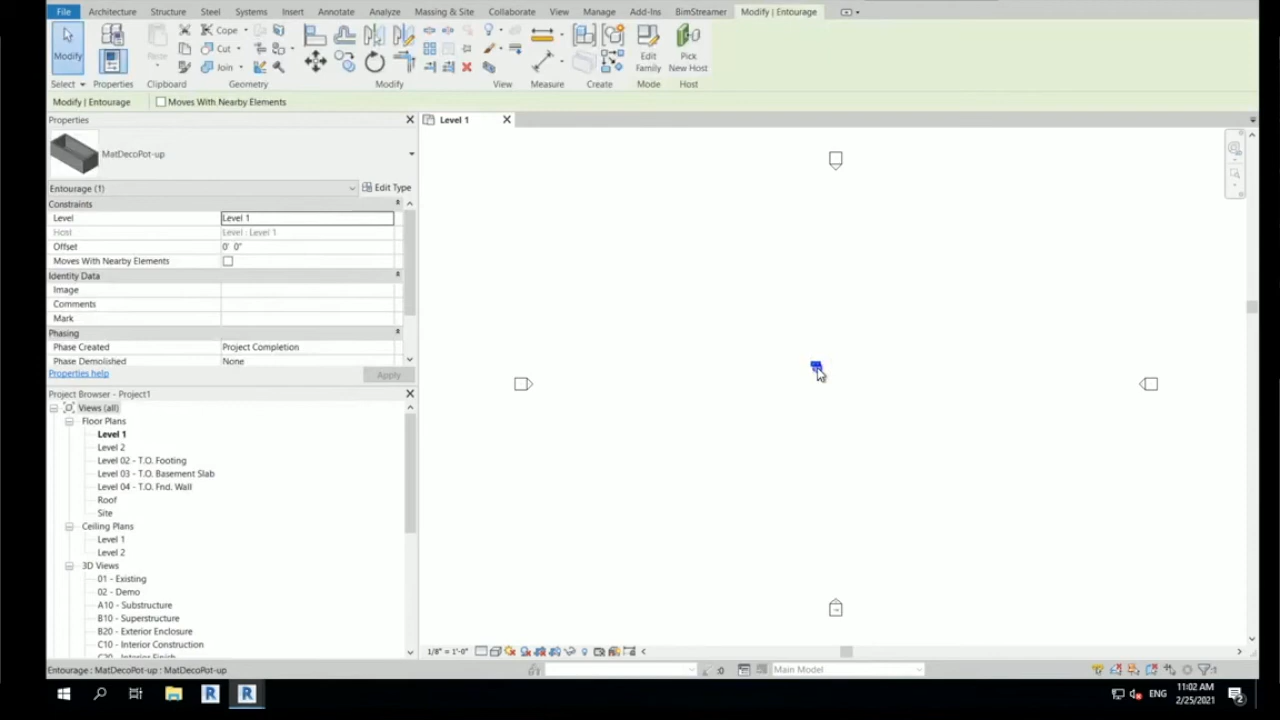 File Architecture Structure Steel Systems Insert Annotate Analyze Massing & Site Collaborate View Manage Add-Ins BimStreamer Modify | Entourage
Modify Paste Cope Cut Join Edit Family Pick New Host
Select Properties Clipboard Geometry Modify View Measure Create Mode Host
Modify | Entourage Moves With Nearby Elements
Properties Level 1
MatDecoPot-up
Entourage (1) Edit Type
Constraints
Level Level 1
Host Level : Level 1
Offset 0' 0"
Moves With Nearby Elements
Identity Data
Image
Comments
Mark
Phasing
Phase Created Project Completion
Phase Demolished None
Properties help Apply
Project Browser - Project1
Views (all)
Floor Plans
Level 1
Level 2
Level 02 - T.O. Footing
Level 03 - T.O. Basement Slab
Level 04 - T.O. Fnd. Wall
Roof
Site
Ceiling Plans
Level 1
Level 2
3D Views
01 - Existing
02 - Demo
A10 - Substructure
B10 - Superstructure
B20 - Exterior Enclosure
C10 - Interior Construction
C20 - Interior Finish
1/8" = 1'-0"
Entourage : MatDecoPot-up : MatDecoPot-up :0 Main Model :1
R R ENG 11:02 AM
2/25/2021 2